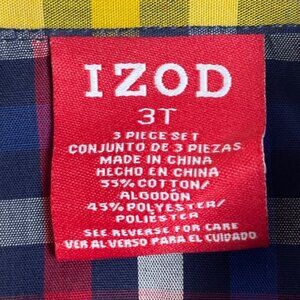 IZOD
3T
3 PIECE SET
CONJUNTO DE 3 PIEZAS
MADE IN CHINA
HECHO EN CHINA
55% COTTON/
ALGODÓN
45% POLYESTER/
POLIÉSTER
SEE REVERSE FOR CARE
VER AL VERSO PARA EL CUIDADO